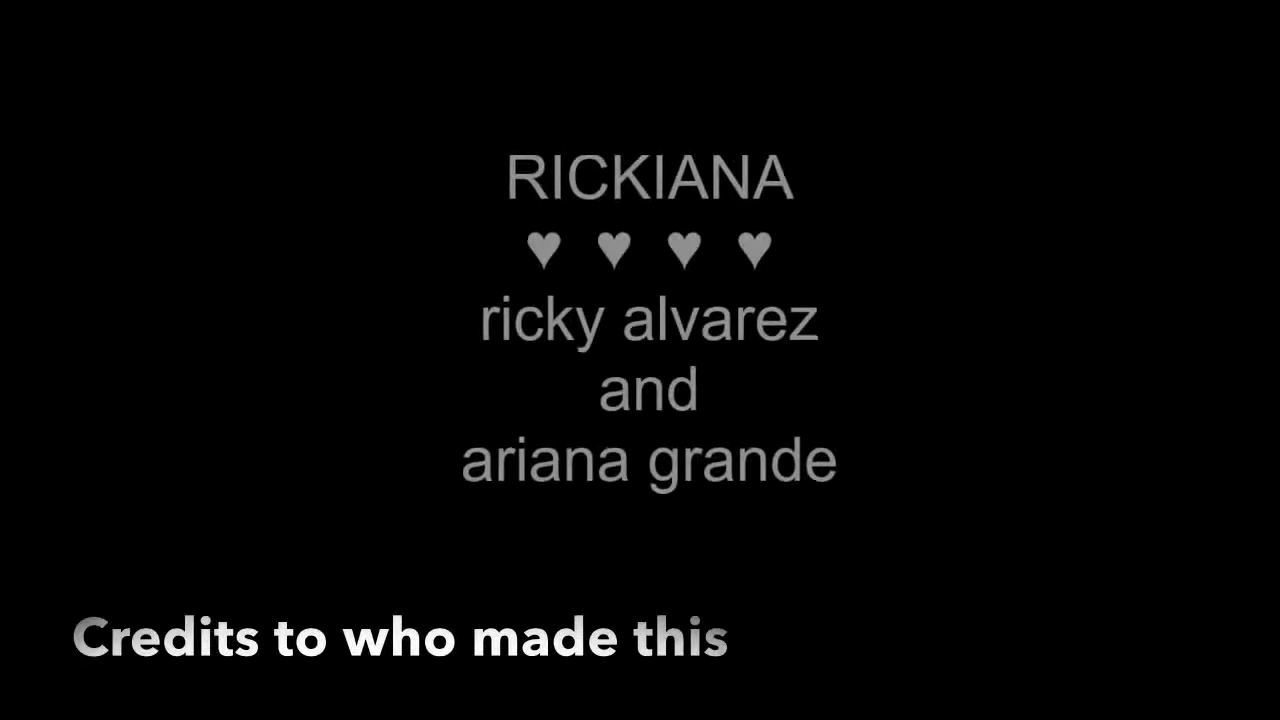 RICKIANA
♥ ♥ ♥ ♥
ricky alvarez
and
ariana grande
Credits to who made this